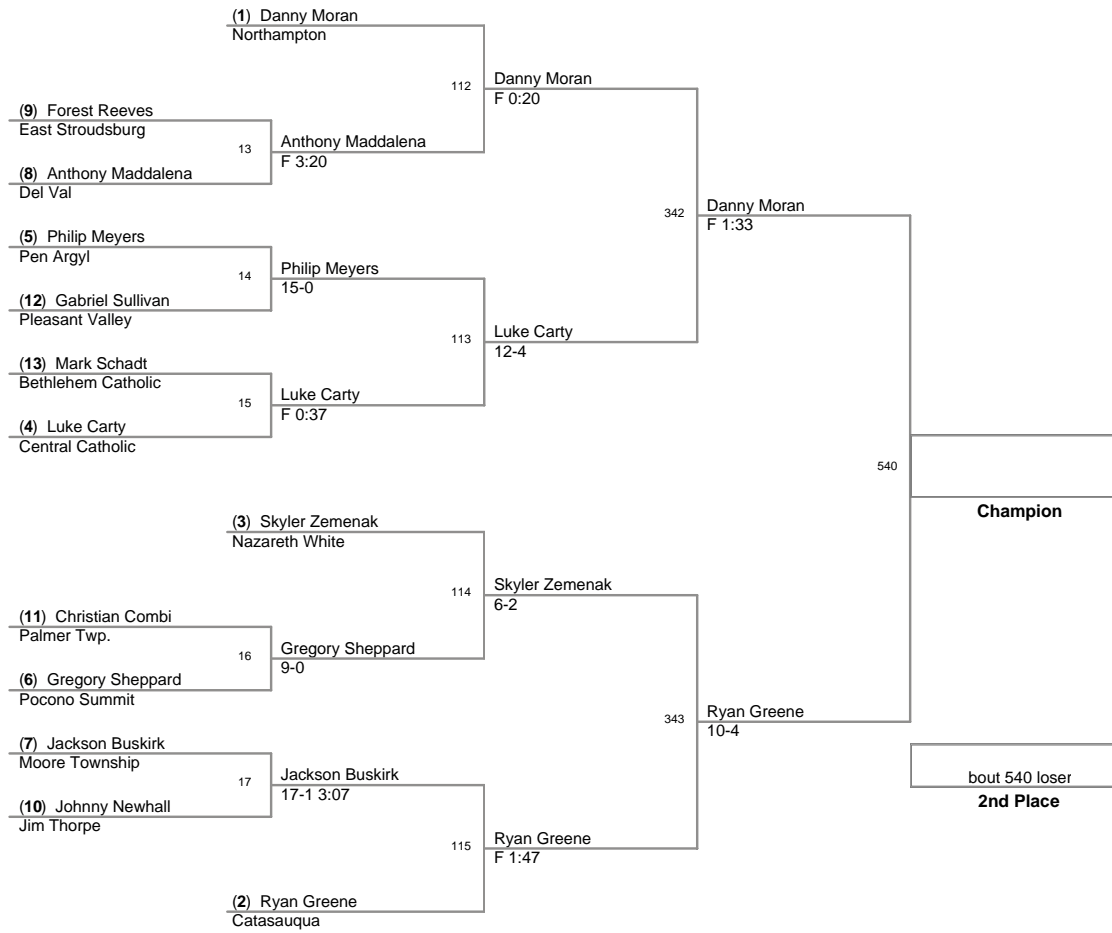 (1) Danny Moran
Northampton
112
Danny Moran
F 0:20
(9) Forest Reeves
East Stroudsburg
13
Anthony Maddalena
F 3:20
(8) Anthony Maddalena
Del Val
342
Danny Moran
F 1:33
(5) Philip Meyers
Pen Argyl
14
Philip Meyers
15-0
(12) Gabriel Sullivan
Pleasant Valley
113
Luke Carty
12-4
(13) Mark Schadt
Bethlehem Catholic
15
Luke Carty
F 0:37
(4) Luke Carty
Central Catholic
540
Champion
(3) Skyler Zemenak
Nazareth White
114
Skyler Zemenak
6-2
(11) Christian Combi
Palmer Twp.
16
Gregory Sheppard
9-0
(6) Gregory Sheppard
Pocono Summit
343
Ryan Greene
10-4
(7) Jackson Buskirk
Moore Township
17
Jackson Buskirk
17-1 3:07
(10) Johnny Newhall
Jim Thorpe
bout 540 loser
2nd Place
115
Ryan Greene
F 1:47
(2) Ryan Greene
Catasauqua